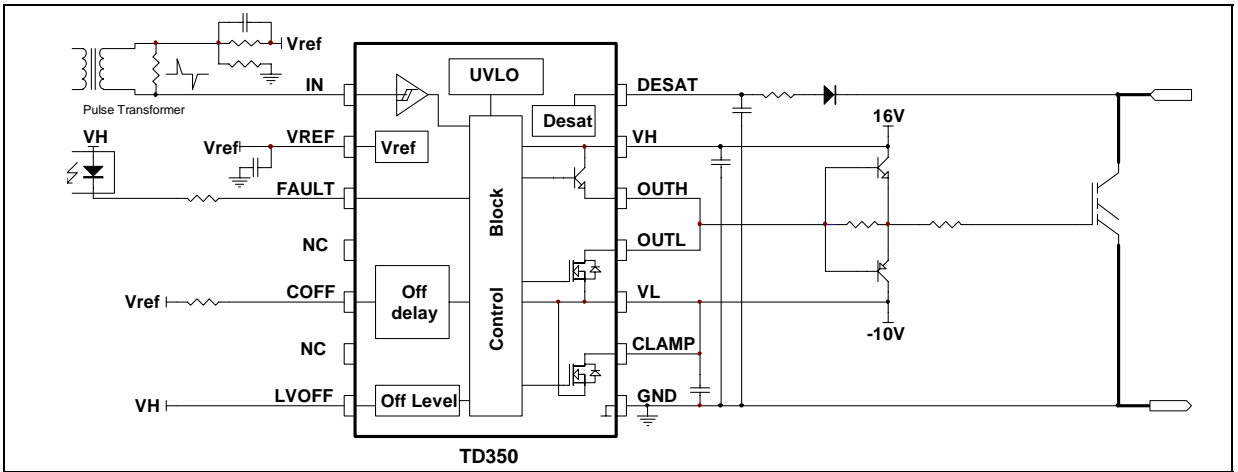 Vref
Pulse Transformer
IN
UVLO
DESAT
Desat
16V
VH
Vref
VREF
Vref
VH
FAULT
OUTH
Control Block
NC
OUTL
Vref
COFF
Off
delay
VL
-10V
NC
CLAMP
VH
LVOFF
Off Level
GND
TD350